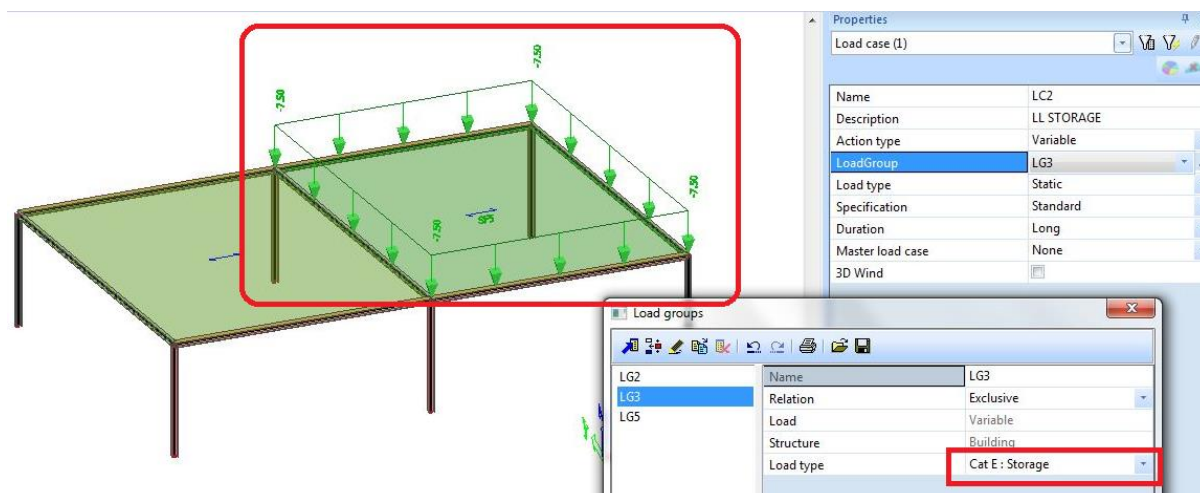 Properties
Load case (1)
Name LC2
Description LL STORAGE
Action type Variable
LoadGroup LG3
Load type Static
Specification Standard
Duration Long
Master load case None
3D Wind
-7.50
-7.50
-7.50
-7.50
Load groups
LG2
LG3
LG5
Name LG3
Relation Exclusive
Load Variable
Structure Building
Load type Cat E : Storage